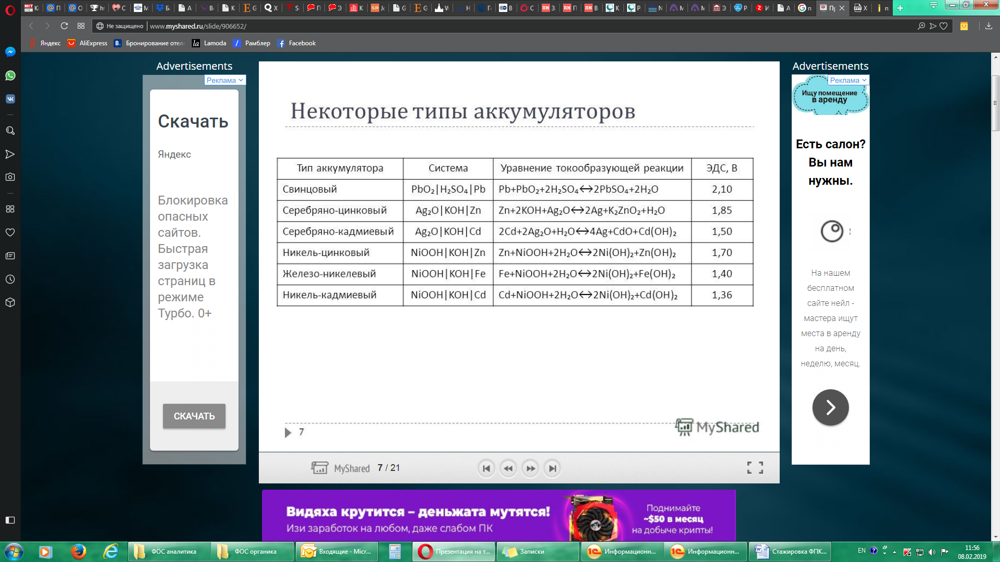 Не защищено www.myshared.ru/slide/906652/
Яндекс AliExpress Бронирование отел Lamoda Рамблер Facebook
Advertisements
Реклама
Скачать
Яндекс
Блокировка
опасных
сайтов.
Быстрая
загрузка
страниц в
режиме
Турбо. 0+
СКАЧАТЬ
Некоторые типы аккумуляторов
Тип аккумулятора Система Уравнение токообразующей реакции ЭДС, В
Свинцовый PbO₂|H₂SO₄|Pb Pb+PbO₂+2H₂SO₄↔2PbSO₄+2H₂O 2,10
Серебряно-цинковый Ag₂O|KOH|Zn Zn+2KOH+Ag₂O↔2Ag+K₂ZnO₂+H₂O 1,85
Серебряно-кадмиевый Ag₂O|KOH|Cd 2Cd+2Ag₂O+H₂O↔4Ag+CdO+Cd(OH)₂ 1,50
Никель-цинковый NiOOH|KOH|Zn Zn+NiOOH+2H₂O↔2Ni(OH)₂+Zn(OH)₂ 1,70
Железо-никелевый NiOOH|KOH|Fe Fe+NiOOH+2H₂O↔2Ni(OH)₂+Fe(OH)₂ 1,40
Никель-кадмиевый NiOOH|KOH|Cd Cd+NiOOH+2H₂O↔2Ni(OH)₂+Cd(OH)₂ 1,36
7
MyShared
MyShared 7 / 21
Advertisements
Реклама
Ищу помещение
в аренду
Есть салон?
Вы нам
нужны.
На нашем
бесплатном
сайте нейл -
мастера ищут
места в аренду
на день,
неделю, месяц.
Видяха крутится – деньжата мутятся!
Изи заработок на любом, даже слабом ПК
Поднимайте
~$50 в месяц
на добыче крипты!
ФОС аналитика ФОС органика Входящие - Micr... Презентация на т... Записки Информационн... Информационн... Стажировка ФПК... EN 11:56
08.02.2019